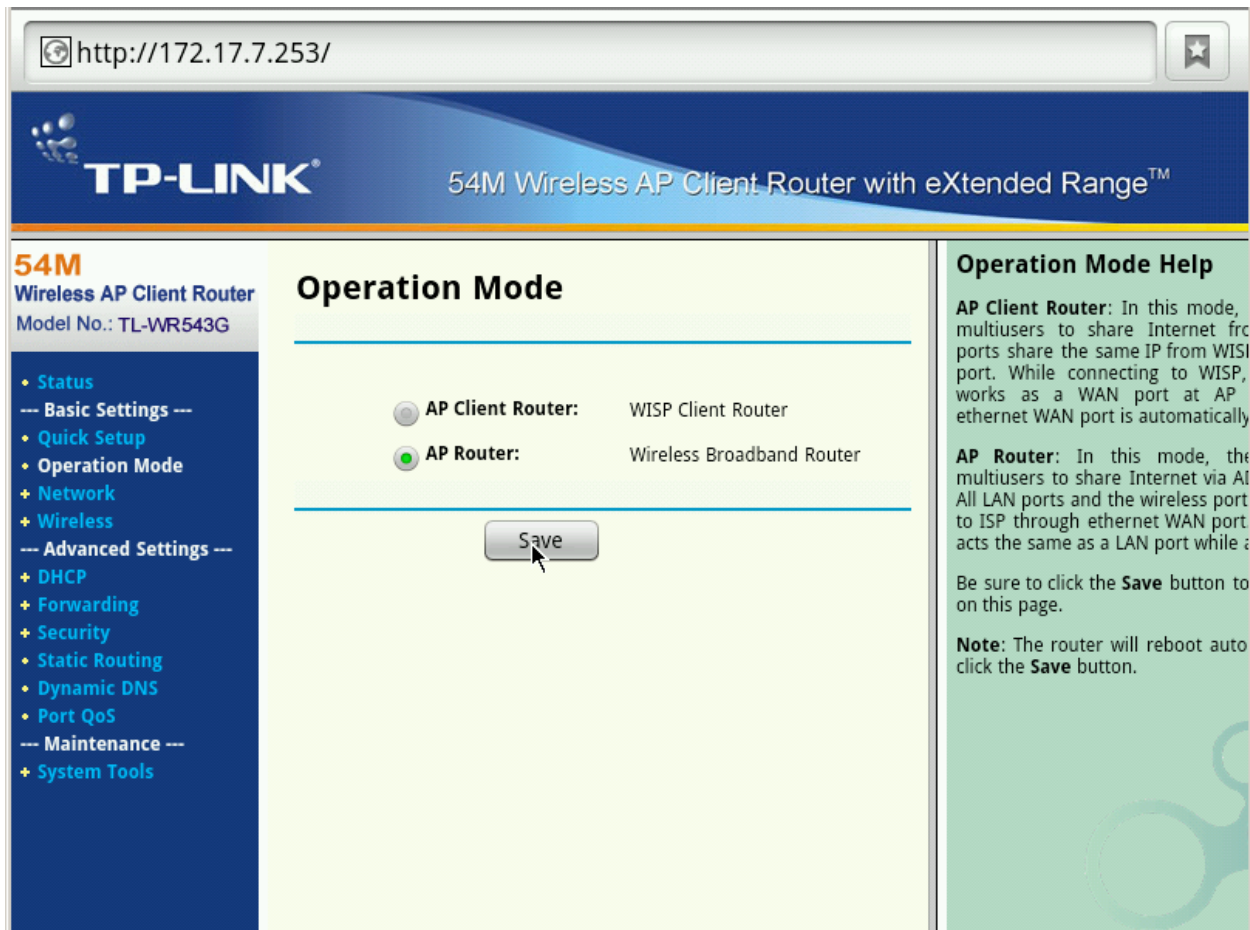 http://172.17.7.253/
TP-LINK®
54M Wireless AP Client Router with eXtended Range™
54M
Wireless AP Client Router
Model No.: TL-WR543G
• Status
--- Basic Settings ---
• Quick Setup
• Operation Mode
+ Network
+ Wireless
--- Advanced Settings ---
+ DHCP
+ Forwarding
+ Security
• Static Routing
• Dynamic DNS
• Port QoS
--- Maintenance ---
+ System Tools
Operation Mode
AP Client Router: WISP Client Router
AP Router: Wireless Broadband Router
Save
Operation Mode Help
AP Client Router: In this mode,
multiusers to share Internet
ports share the same IP from
port. While connecting to WISP,
works as a WAN port at AP
ethernet WAN port is automatically
AP Router: In this mode,
multiusers to share Internet via
All LAN ports and the wireless port
to ISP through ethernet WAN port
acts the same as a LAN port while
Be sure to click the Save button to
on this page.
Note: The router will reboot auto
click the Save button.